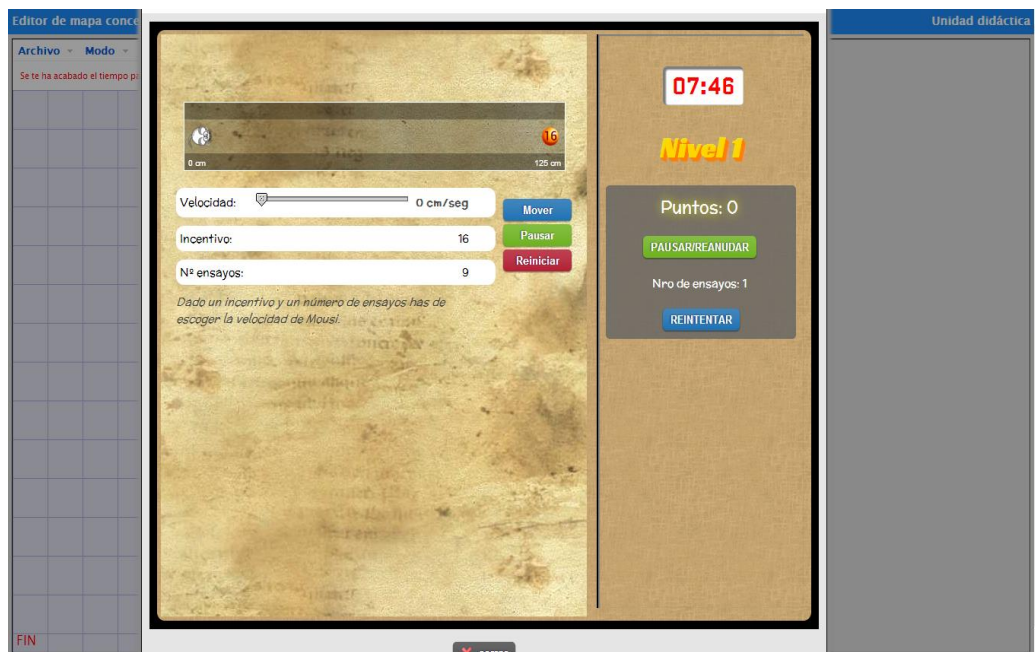 Editor de mapa conce
Unidad didáctica
Archivo Modo
Se te ha acabado el tiempo
07:46
Nivel 1
16
0 cm
125 cm
Velocidad: 0 cm/seg
Incentivo: 16
Nº ensayos: 9
Mover
Pausar
Reiniciar
Dado un incentivo y un número de ensayos has de
escoger la velocidad de Mousi.
Puntos: 0
PAUSAR/REANUDAR
Nro de ensayos: 1
REINTENTAR
FIN